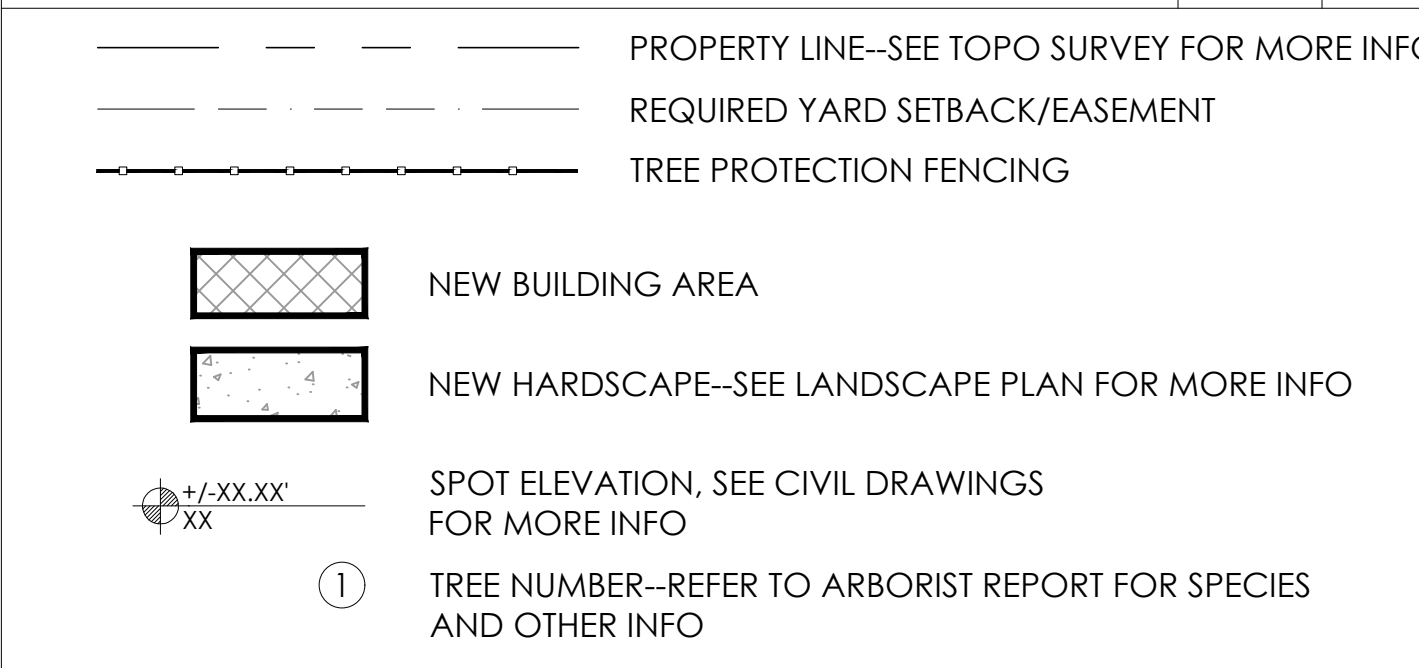 PROPERTY LINE--SEE TOPO SURVEY FOR MORE
REQUIRED YARD SETBACK/EASEMENT
TREE PROTECTION FENCING
NEW BUILDING AREA
NEW HARDSCAPE--SEE LANDSCAPE PLAN FOR MORE INFO
+/-XX.XX'
XX
SPOT ELEVATION, SEE CIVIL DRAWINGS
FOR MORE INFO
1
TREE NUMBER--REFER TO ARBORIST REPORT FOR SPECIES
AND OTHER INFO